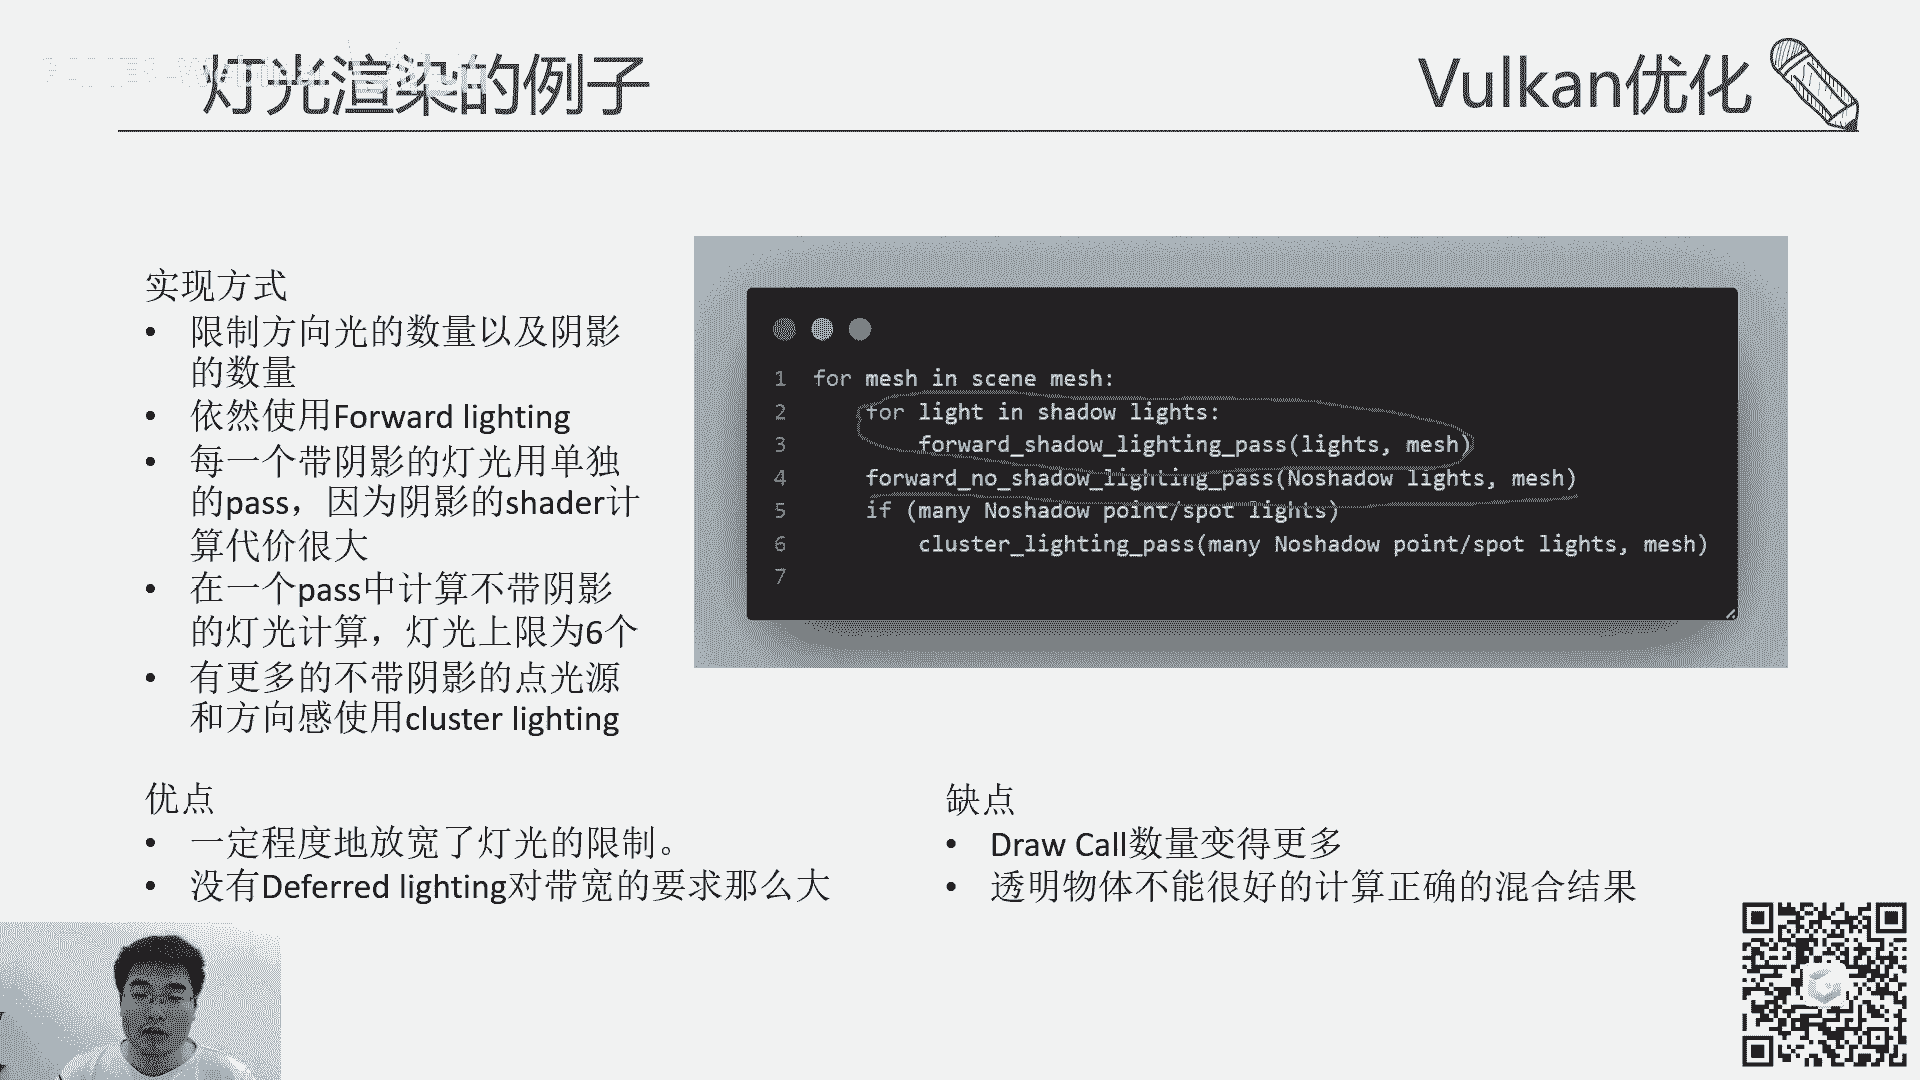 灯光渲染的例子
Vulkan优化
实现方式
• 限制方向光的数量以及阴影
的数量
• 依然使用Forward lighting
• 每一个带阴影的灯光用单独
的pass，因为阴影的shader计
算代价很大
• 在一个pass中计算不带阴影
的灯光计算，灯光上限为6个
• 有更多的不带阴影的点光源
和方向感使用cluster lighting
1 for mesh in scene mesh:
2 for light in shadow lights:
3 forward_shadow_lighting_pass(lights, mesh)
4 forward_no_shadow_lighting_pass(Noshadow lights, mesh)
5 if (many Noshadow point/spot lights)
6 cluster_lighting_pass(many Noshadow point/spot lights, mesh)
7
优点
• 一定程度地放宽了灯光的限制。
• 没有Deferred lighting对带宽的要求那么大
缺点
• Draw Call数量变得更多
• 透明物体不能很好的计算正确的混合结果